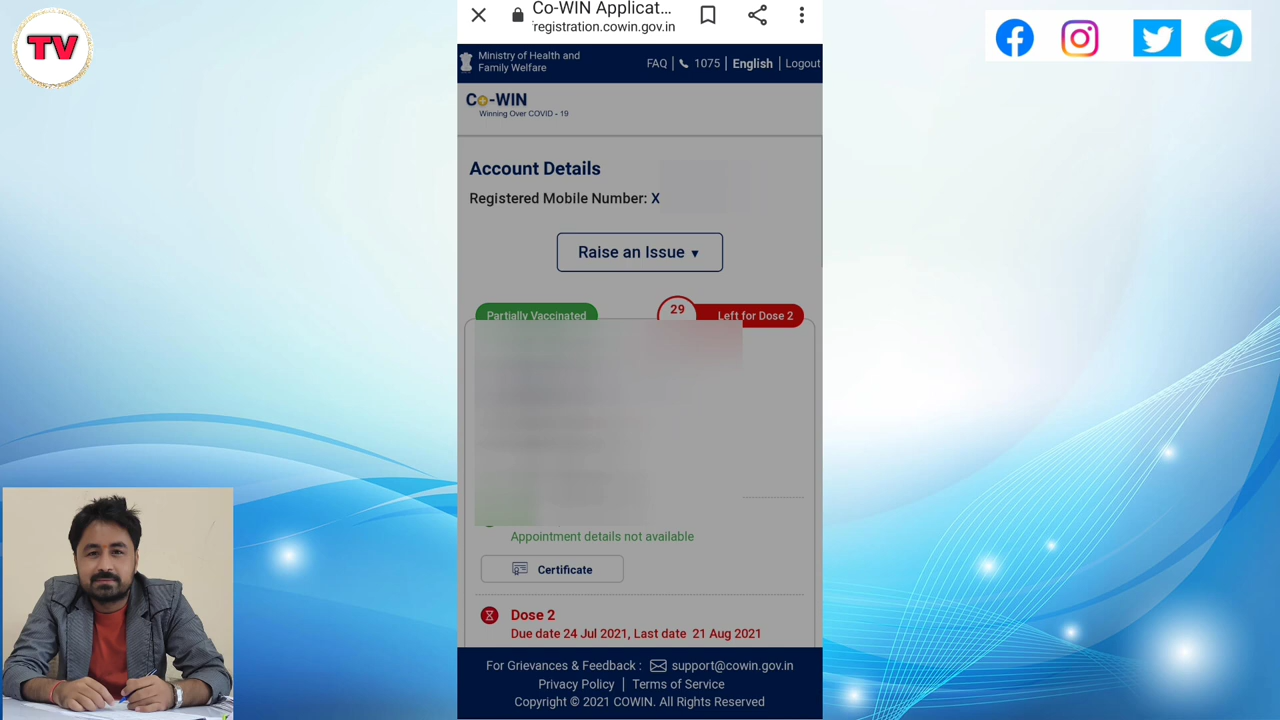 TV
Co-WIN Applicat...
registration.cowin.gov.in
Ministry of Health and
Family Welfare
FAQ | 1075 | English | Logout
Co-WIN
Winning Over COVID - 19
Account Details
Registered Mobile Number: X
Raise an Issue ▾
Partially Vaccinated
29
Left for Dose 2
Appointment details not available
Certificate
Dose 2
Due date 24 Jul 2021, Last date 21 Aug 2021
For Grievances & Feedback : support@cowin.gov.in
Privacy Policy | Terms of Service
Copyright © 2021 COWIN. All Rights Reserved